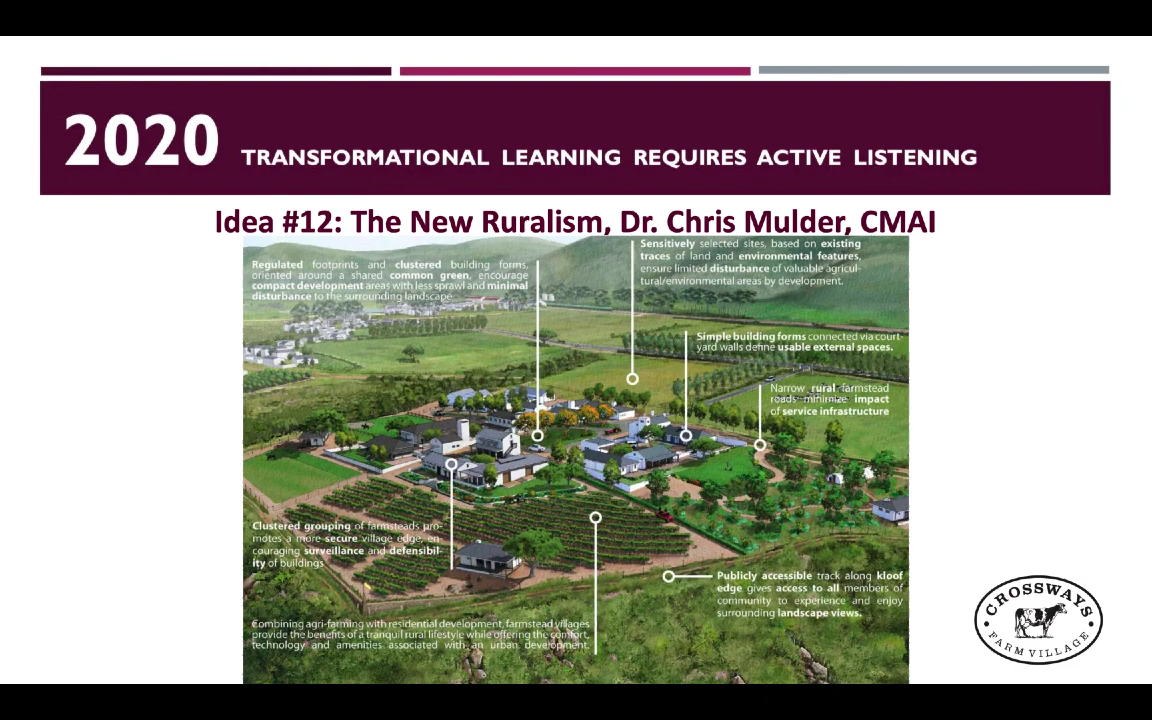 2020 TRANSFORMATIONAL LEARNING REQUIRES ACTIVE LISTENING
Idea #12: The New Ruralism, Dr. Chris Mulder, CMAI
Regulated footprints and clustered building forms,
oriented around a shared common green, encourage
compact development areas with less sprawl and minimal
disturbance to the surrounding landscape
Sensitively selected sites, based on existing
traces of land and environmental features,
ensure limited disturbance of valuable agricul-
tural/environmental areas by development.
Simple building forms connected via court-
yard walls define usable external spaces.
Narrow rural farmstead
roads minimize impact
of service infrastructure
Clustered grouping of farmsteads pro-
motes a more secure village edge, en-
couraging surveillance and defensibil-
ity of buildings
Publicly accessible track along kloof
edge gives access to all members of
community to experience and enjoy
surrounding landscape views.
Combining agri-farming with residential development, farmstead villages
provide the benefits of a tranquil rural lifestyle while offering the comfort,
technology and amenities associated with an urban development.
CROSSWAYS
FARM VILLAGE